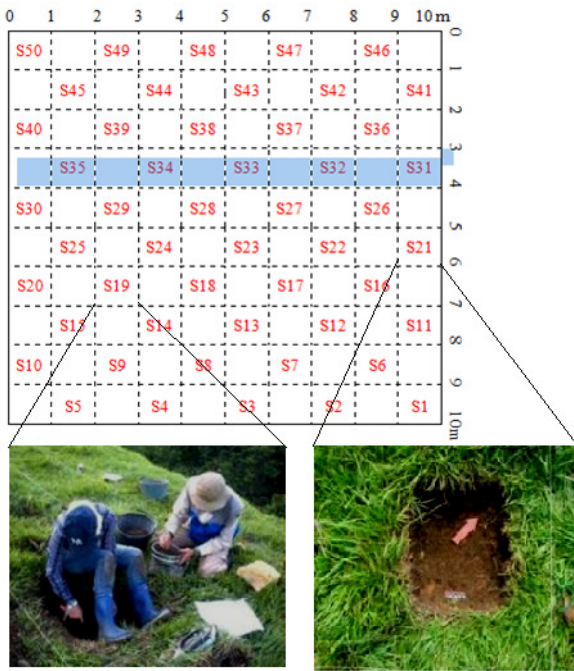 0 1 2 3 4 5 6 7 8 9 10 m
S50 S49 S48 S47 S46
S45 S44 S43 S42 S41
S40 S39 S38 S37 S36
S35 S34 S33 S32 S31
S30 S29 S28 S27 S26
S25 S24 S23 S22 S21
S20 S19 S18 S17 S16
S15 S14 S13 S12 S11
S10 S9 S8 S7 S6
S5 S4 S3 S2 S1
0
1
2
3
4
5
6
7
8
9
10m